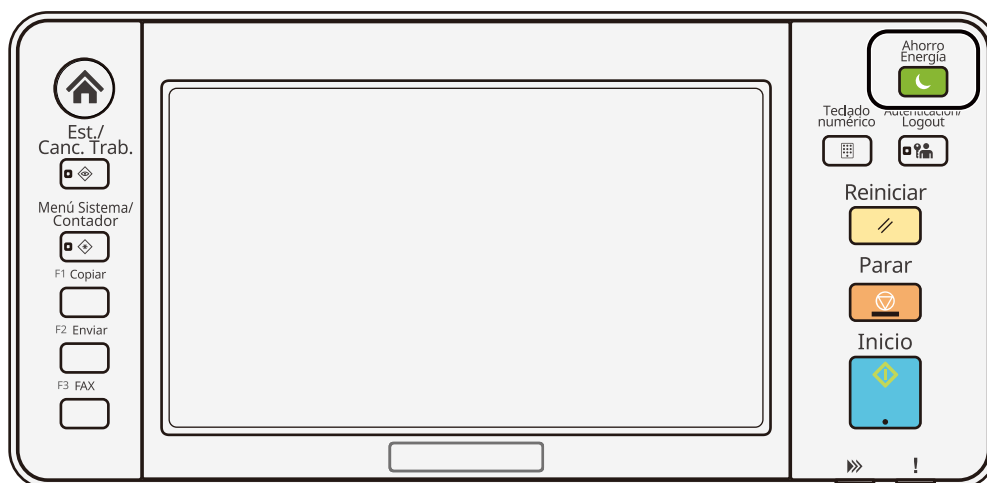 Est./
Canc. Trab.
Menú Sistema/
Contador
F1 Copiar
F2 Enviar
F3 FAX
Ahorro
Energía
Teclado
numérico
Autenticación/
Logout
Reiniciar
Parar
Inicio
!